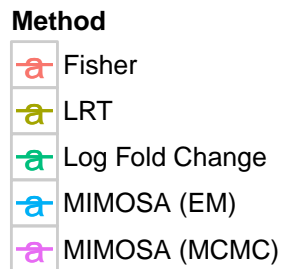 Method
a Fisher
a LRT
a Log Fold Change
a MIMOSA (EM)
a MIMOSA (MCMC)